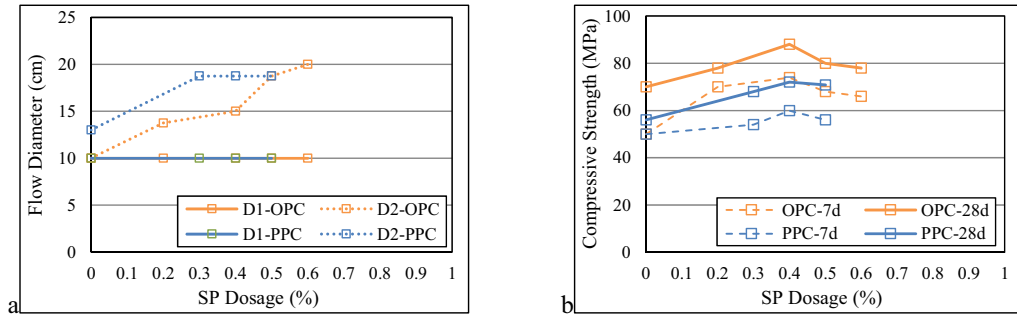 25
20
15
10
5
0
Flow Diameter (cm)
D1-OPC
D2-OPC
D1-PPC
D2-PPC
0 0.1 0.2 0.3 0.4 0.5 0.6 0.7 0.8 0.9 1
SP Dosage (%)
a
100
80
60
40
20
0
Compressive Strength (MPa)
OPC-7d
OPC-28d
PPC-7d
PPC-28d
0 0.1 0.2 0.3 0.4 0.5 0.6 0.7 0.8 0.9 1
SP Dosage (%)
b